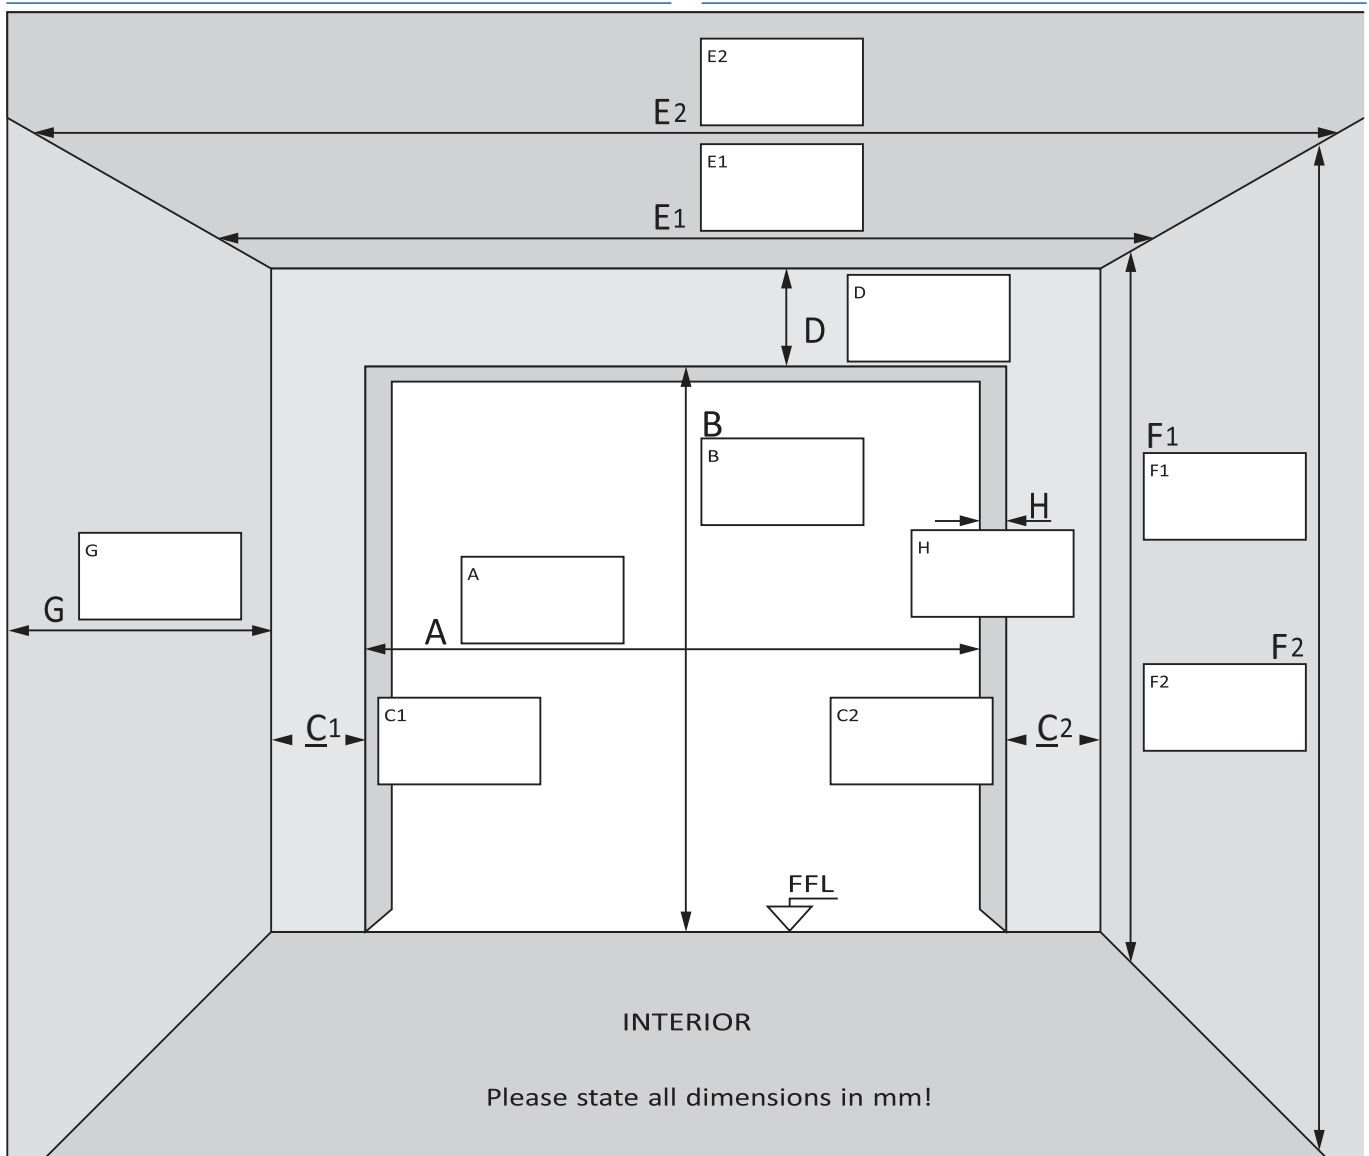 E2
E2
E1
E1
D
D
B
B
F1
F1
H
H
G
G
A
A
F2
F2
C1
C1
C2
C2
FFL
INTERIOR
Please state all dimensions in mm!